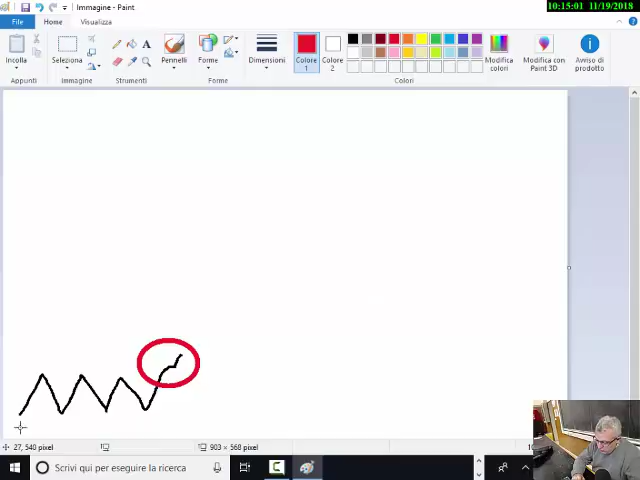 10:15:01 11/19/2018
Immagine - Paint
File
Home
Visualizza
Incolla
Appunti
Seleziona
Immagine
A
Strumenti
Pennelli
Forme
Forme
Dimensioni
Colore
1
Colore
2
Colori
Modifica
colori
Modifica con
Paint 3D
Avviso di
prodotto
27, 540 pixel
903 × 568 pixel
Scrivi qui per eseguire la ricerca